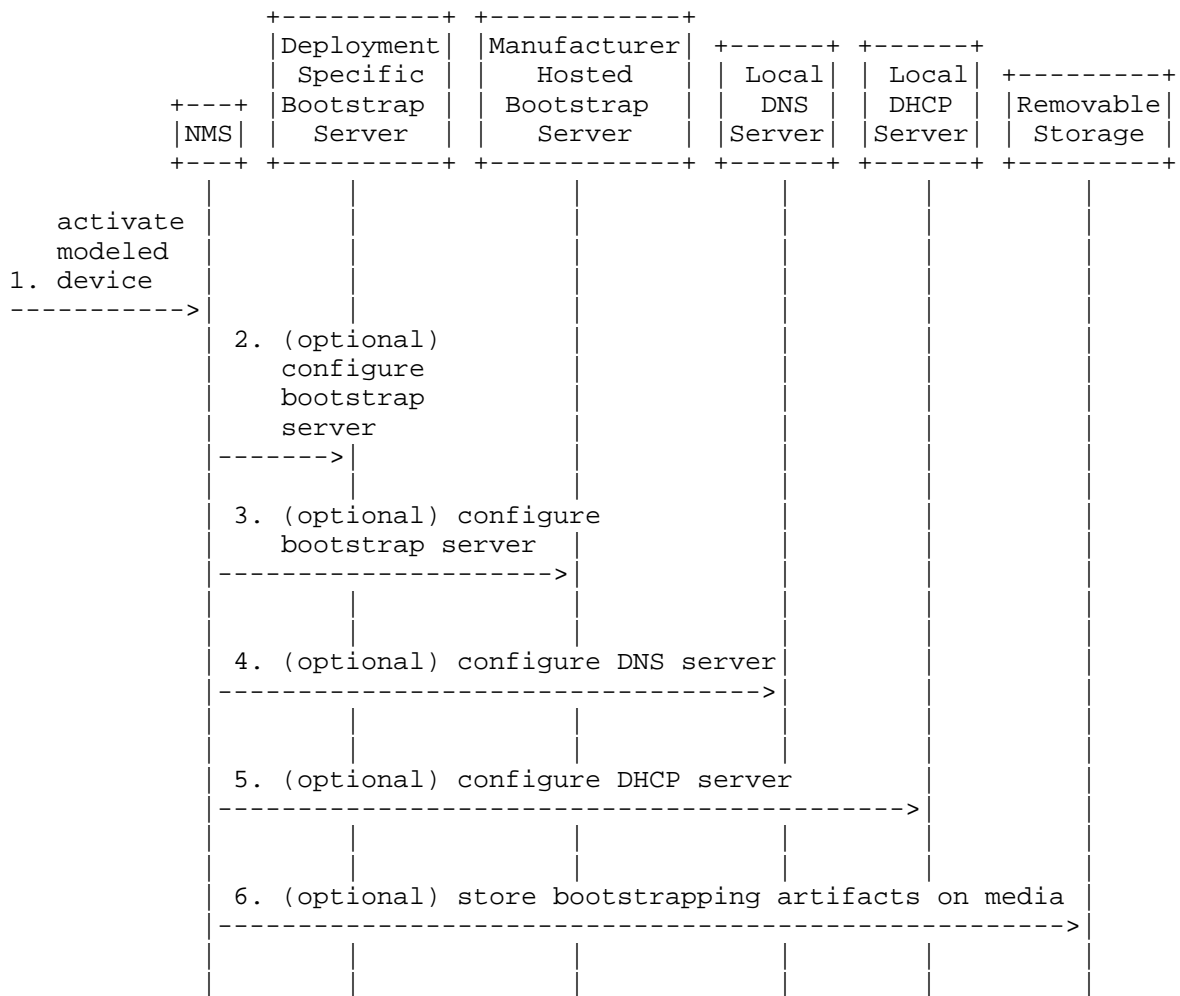 Deployment Manufacturer
Specific Hosted Local Local
Bootstrap Bootstrap DNS DHCP Removable
NMS Server Server Server Server Storage
activate
modeled
1. device
2. (optional)
configure
bootstrap
server
3. (optional) configure
bootstrap server
4. (optional) configure DNS server
5. (optional) configure DHCP server
6. (optional) store bootstrapping artifacts on media